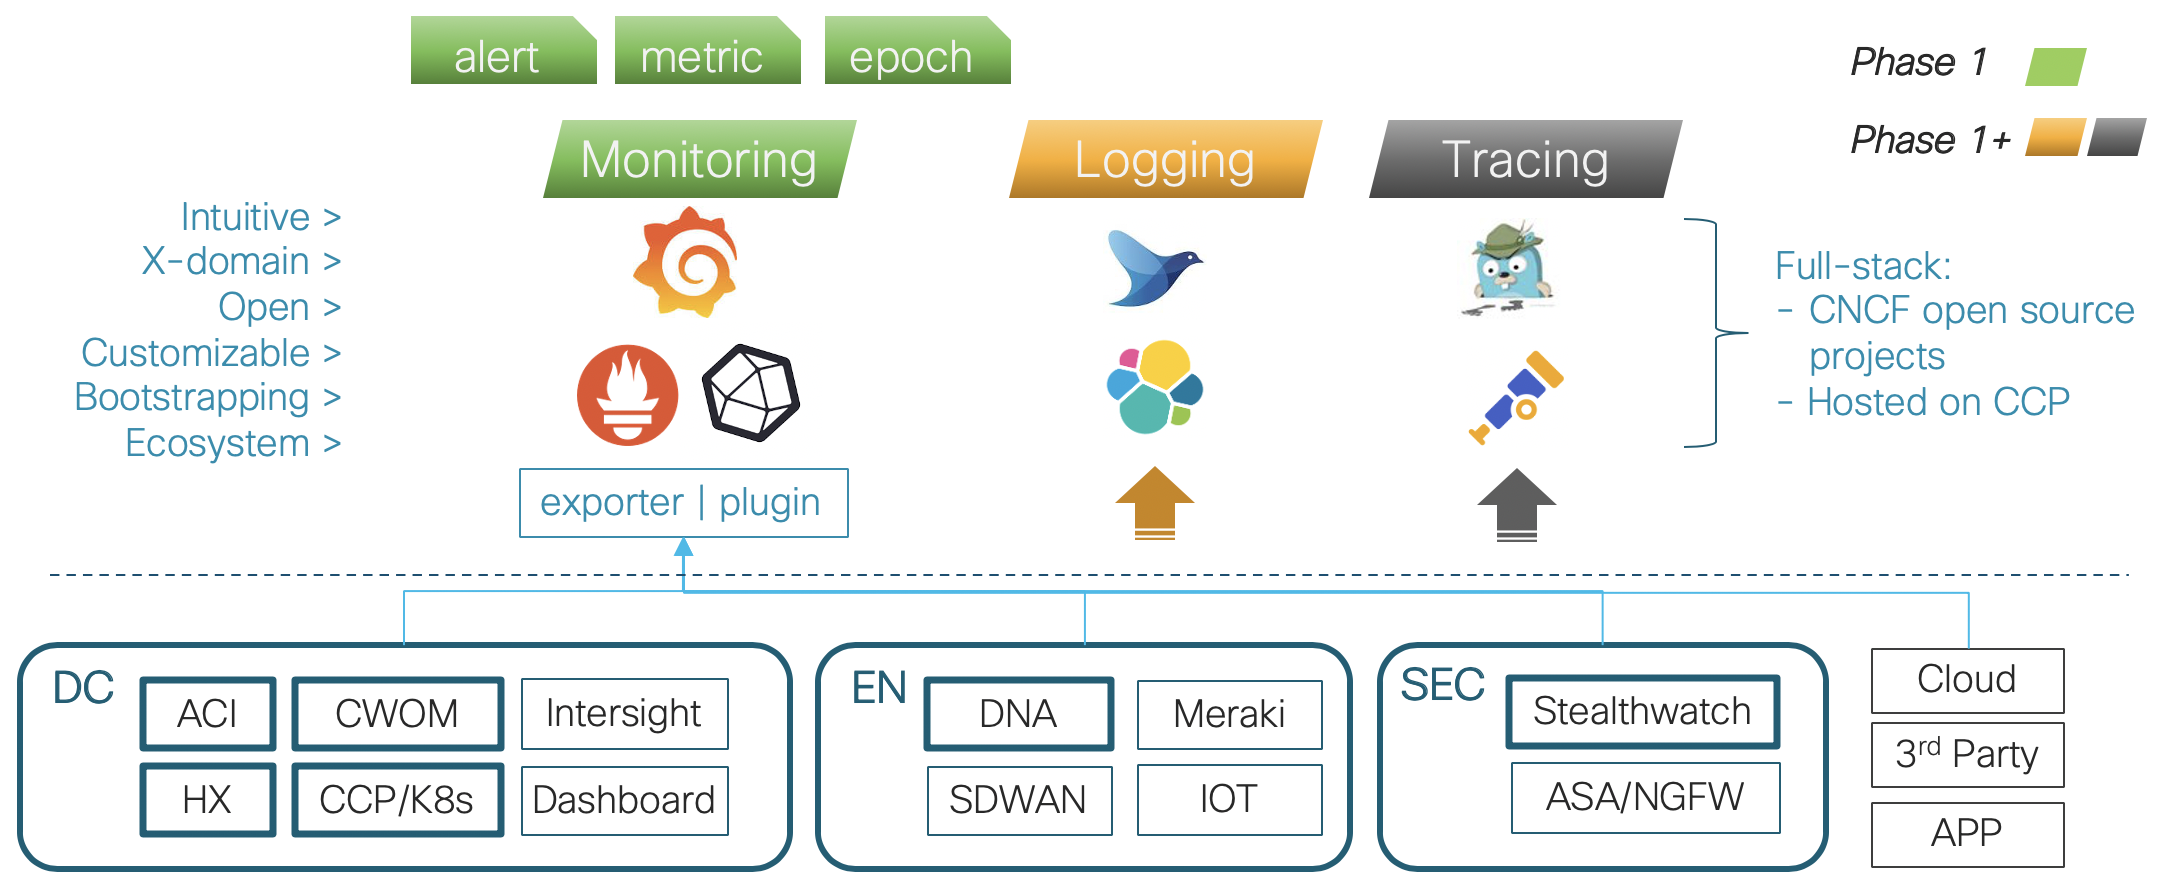 alert
metric
epoch
Phase 1
Phase 1+
Monitoring
Logging
Tracing
Intuitive >
X-domain >
Open >
Customizable >
Bootstrapping >
Ecosystem >
Full-stack:
- CNCF open source
projects
- Hosted on CCP
exporter | plugin
DC
ACI
CWOM
Intersight
HX
CCP/K8s
Dashboard
EN
DNA
Meraki
SDWAN
IOT
SEC
Stealthwatch
ASA/NGFW
Cloud
3rd Party
APP